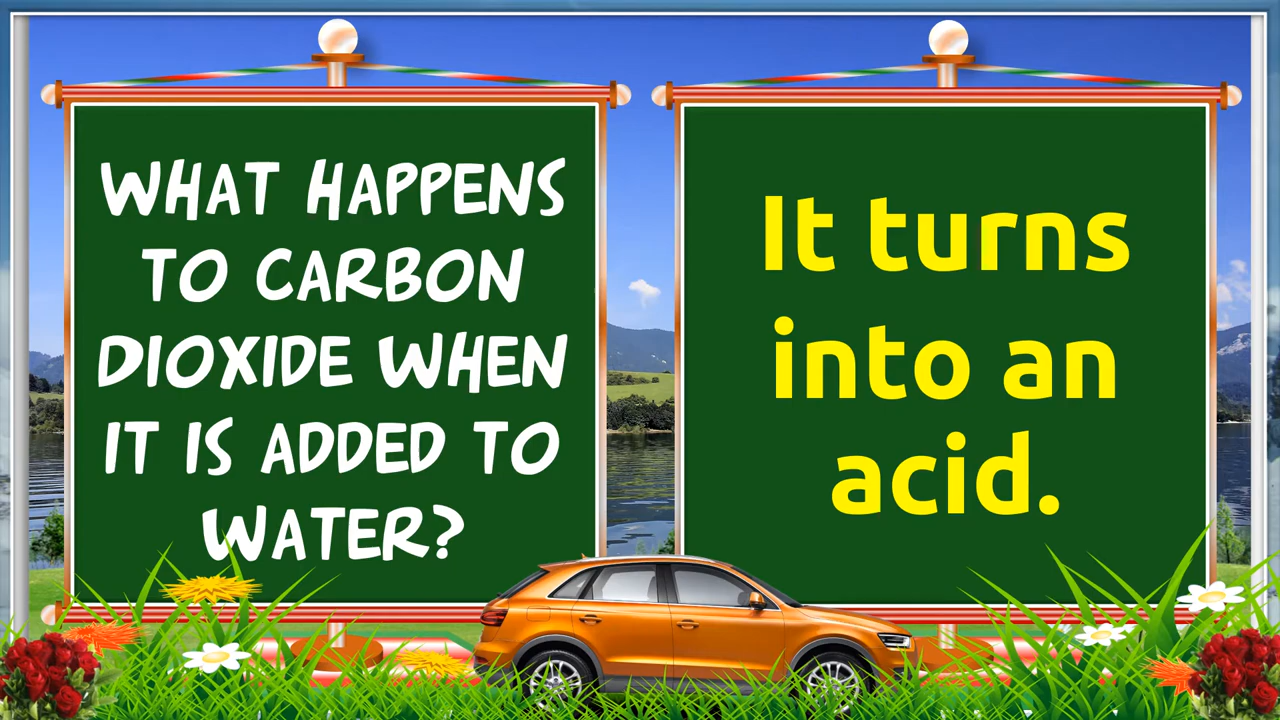 WHAT HAPPENS
TO CARBON
DIOXIDE WHEN
IT IS ADDED TO
WATER?
It turns
into an
acid.